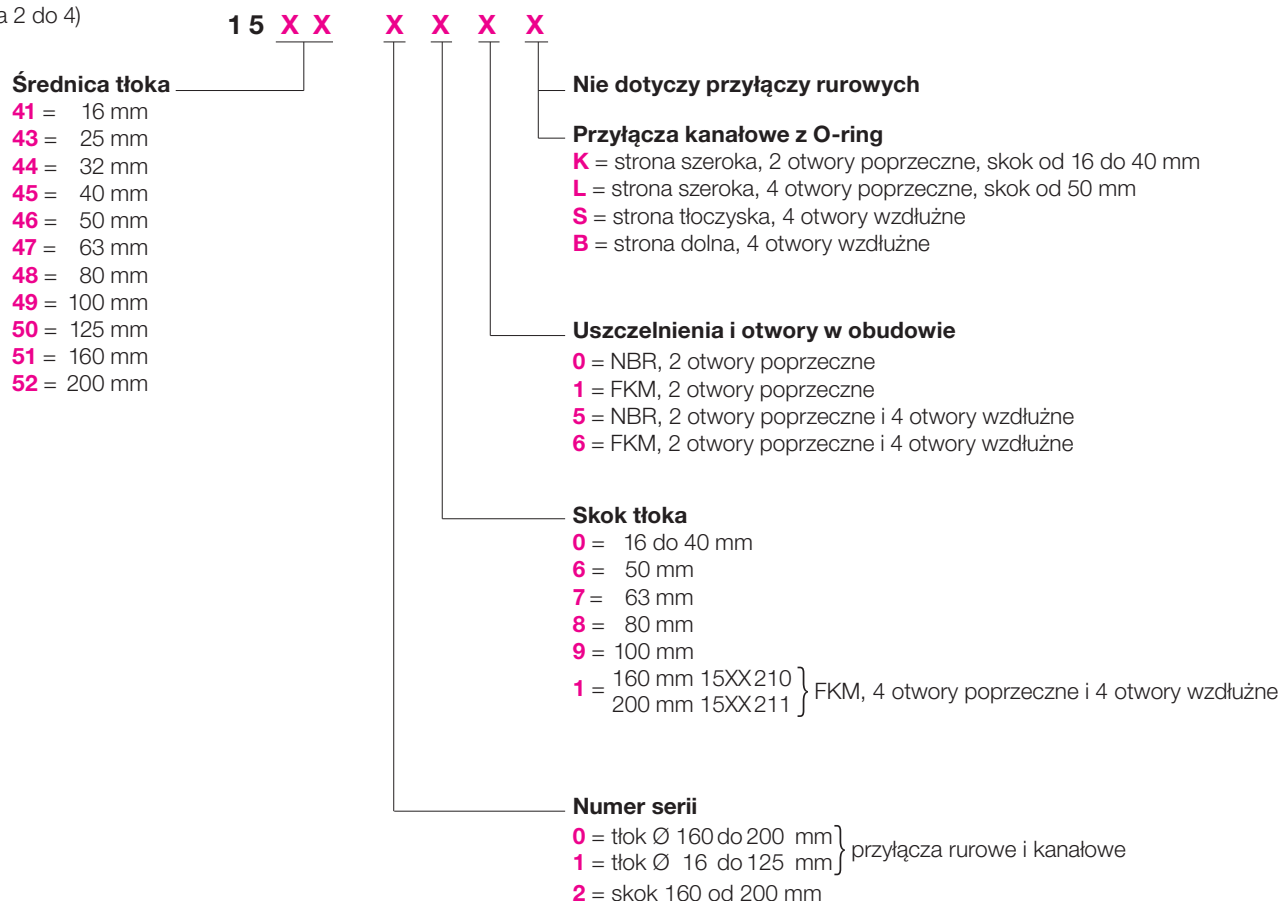 a 2 do 4)
15 X X X X X X
Średnica tłoka
41 = 16 mm
43 = 25 mm
44 = 32 mm
45 = 40 mm
46 = 50 mm
47 = 63 mm
48 = 80 mm
49 = 100 mm
50 = 125 mm
51 = 160 mm
52 = 200 mm
Nie dotyczy przyłączy rurowych
Przyłącza kanałowe z O-ring
K = strona szeroka, 2 otwory poprzeczne, skok od 16 do 40 mm
L = strona szeroka, 4 otwory poprzeczne, skok od 50 mm
S = strona tłoczyska, 4 otwory wzdłużne
B = strona dolna, 4 otwory wzdłużne
Uszczelnienia i otwory w obudowie
0 = NBR, 2 otwory poprzeczne
1 = FKM, 2 otwory poprzeczne
5 = NBR, 2 otwory poprzeczne i 4 otwory wzdłużne
6 = FKM, 2 otwory poprzeczne i 4 otwory wzdłużne
Skok tłoka
0 = 16 do 40 mm
6 = 50 mm
7 = 63 mm
8 = 80 mm
9 = 100 mm
1 = 160 mm 15XX210
200 mm 15XX211 } FKM, 4 otwory poprzeczne i 4 otwory wzdłużne
Numer serii
0 = tłok Ø 160 do 200 mm
1 = tłok Ø 16 do 125 mm } przyłącza rurowe i kanałowe
2 = skok 160 od 200 mm